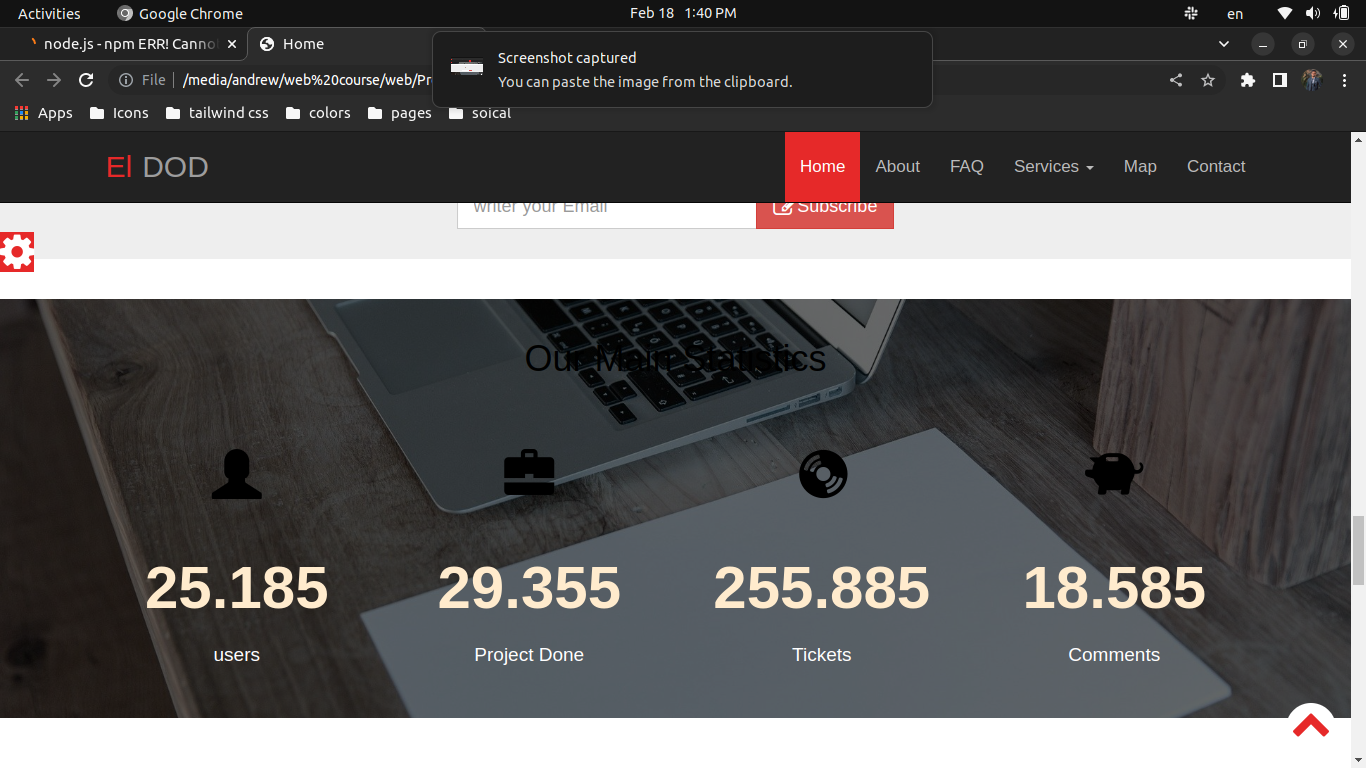 Activities Google Chrome Feb 18 1:40 PM en
node.js - npm ERR! Canno Home
Screenshot captured
You can paste the image from the clipboard.
File /media/andrew/web%20course/web/Pr
Apps Icons tailwind css colors pages soical
El DOD Home About FAQ Services Map Contact
writer your Email Subscribe
Our Main Statistics
25.185 29.355 255.885 18.585
users Project Done Tickets Comments